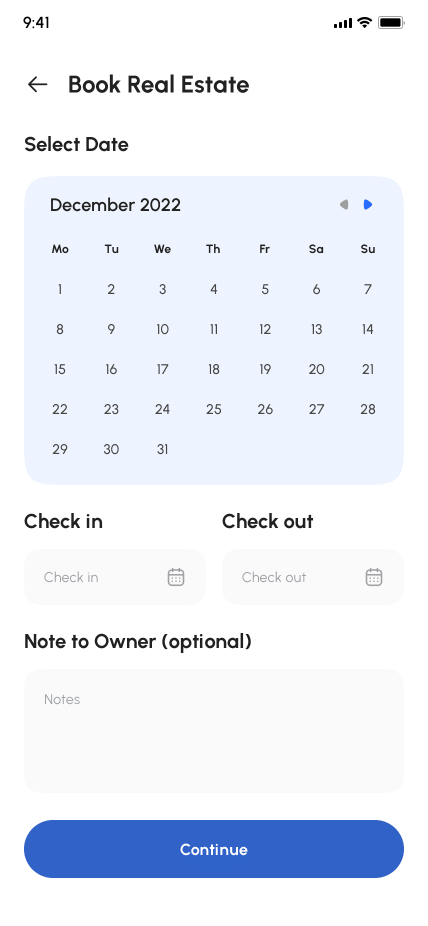 9:41
Book Real Estate
Select Date
December 2022
Mo Tu We Th Fr Sa Su
1 2 3 4 5 6 7
8 9 10 11 12 13 14
15 16 17 18 19 20 21
22 23 24 25 26 27 28
29 30 31
Check in Check out
Check in Check out
Note to Owner (optional)
Notes
Continue